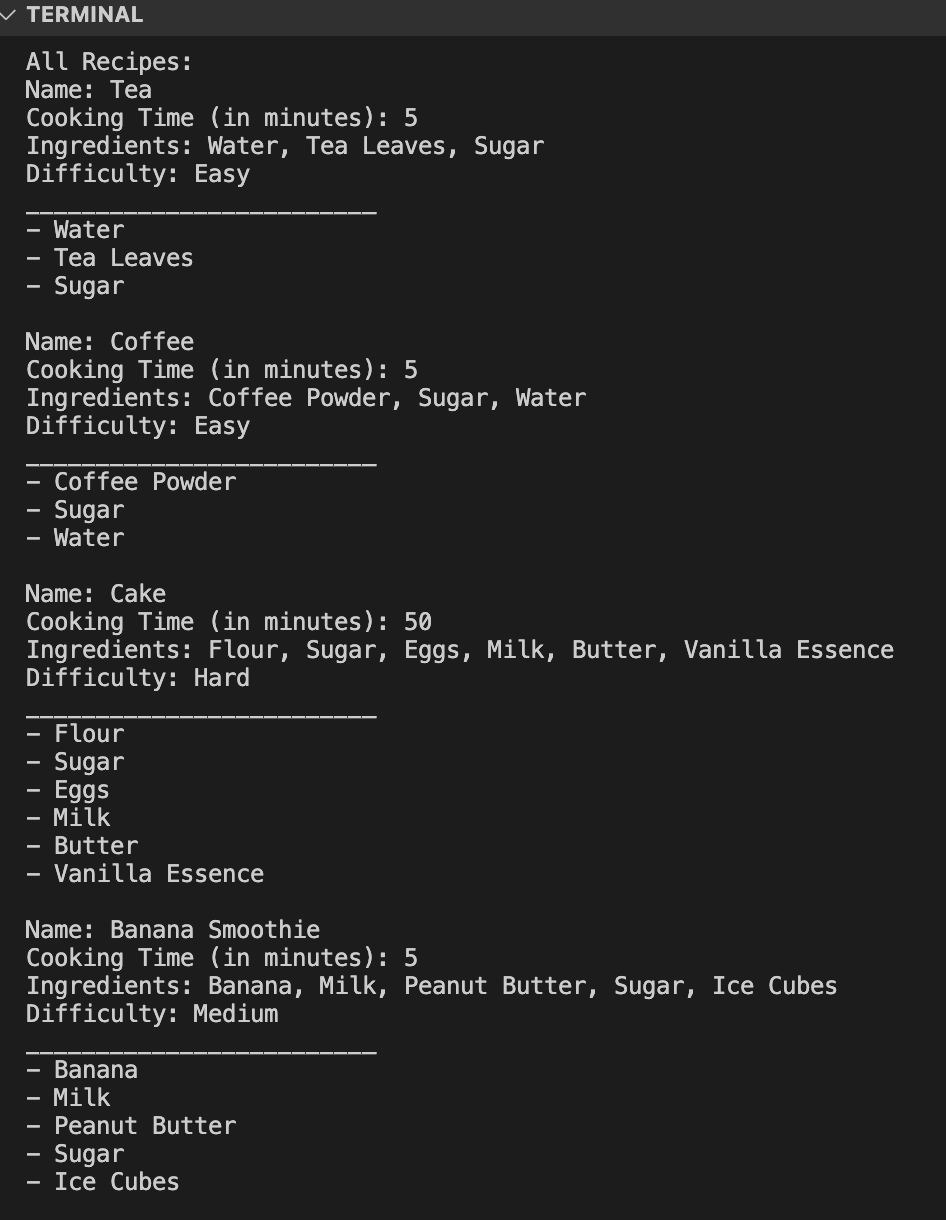 TERMINAL
All Recipes:
Name: Tea
Cooking Time (in minutes): 5
Ingredients: Water, Tea Leaves, Sugar
Difficulty: Easy
_________________________
- Water
- Tea Leaves
- Sugar
Name: Coffee
Cooking Time (in minutes): 5
Ingredients: Coffee Powder, Sugar, Water
Difficulty: Easy
_________________________
- Coffee Powder
- Sugar
- Water
Name: Cake
Cooking Time (in minutes): 50
Ingredients: Flour, Sugar, Eggs, Milk, Butter, Vanilla Essence
Difficulty: Hard
_________________________
- Flour
- Sugar
- Eggs
- Milk
- Butter
- Vanilla Essence
Name: Banana Smoothie
Cooking Time (in minutes): 5
Ingredients: Banana, Milk, Peanut Butter, Sugar, Ice Cubes
Difficulty: Medium
_________________________
- Banana
- Milk
- Peanut Butter
- Sugar
- Ice Cubes